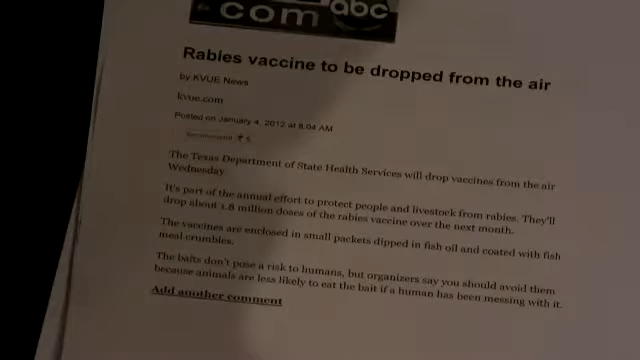 com abc
Rabies vaccine to be dropped from the air
by KVUE News
kvue.com
Posted on January 4, 2012 at 8:04 AM
Recommend
The Texas Department of State Health Services will drop vaccines from the air
Wednesday
It's part of the annual effort to protect people and livestock from rabies. They'll
drop about 1.8 million doses of the rabies vaccine over the next month.
The vaccines are enclosed in small packets dipped in fish oil and coated with fish
meal crumbles.
The baits don't pose a risk to humans, but organizers say you should avoid them
because animals are less likely to eat the bait if a human has been messing with it.
Add another comment